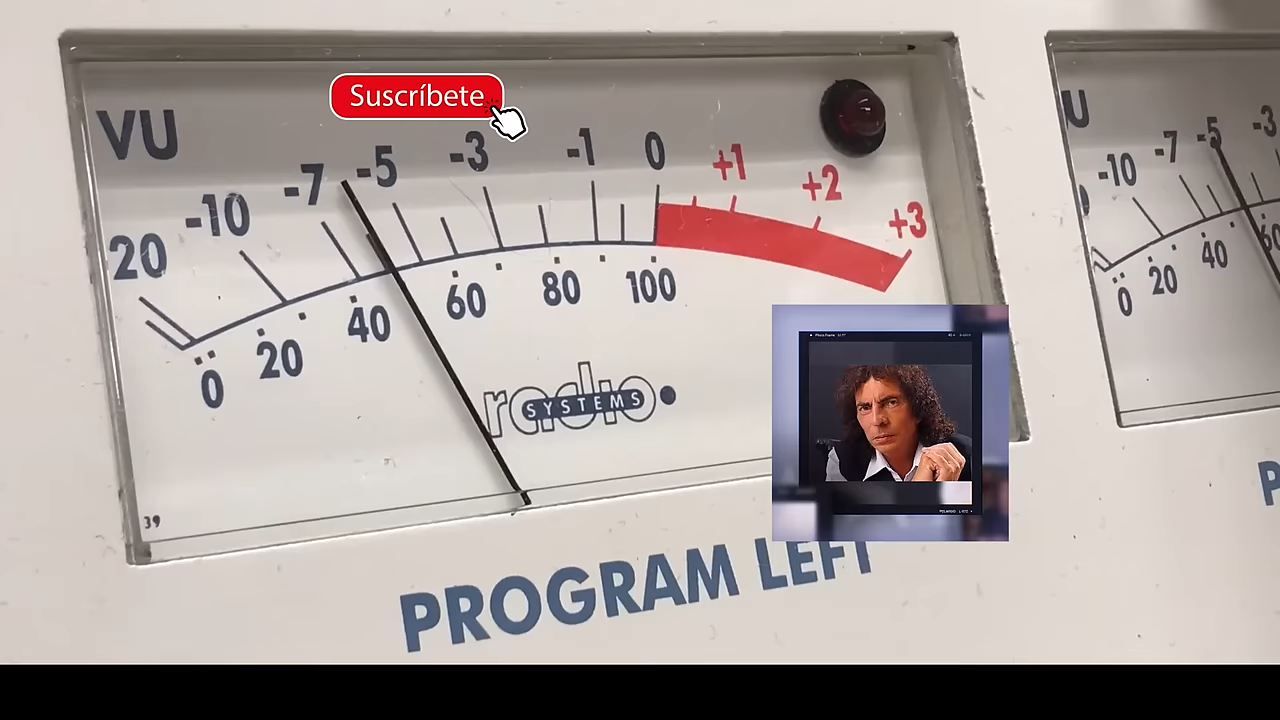 Suscríbete
VU
20 -10 -7 -5 -3 -1 0 +1 +2 +3
0 20 40 60 80 100
radio
SYSTEMS
39
PROGRAM LEFT
U
-10 -7 -5 -3
0 20 40 60
P